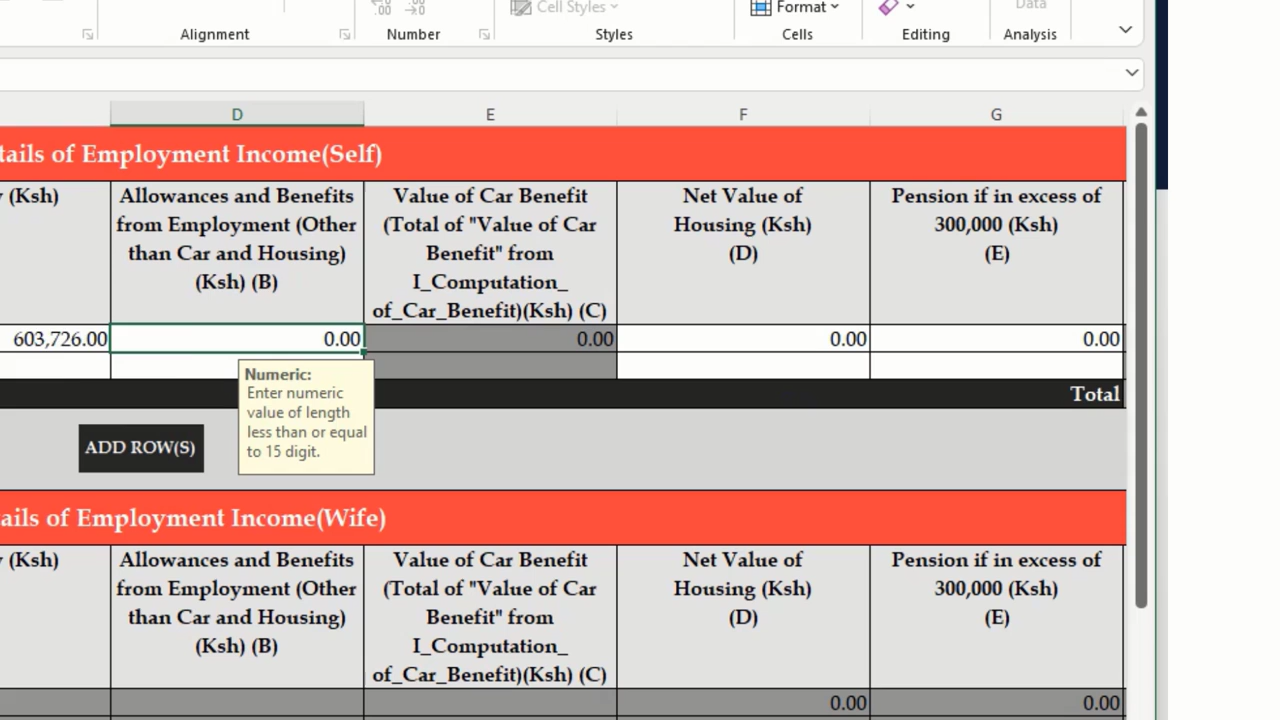 Cell Styles
Format
Data
Alignment
Number
Styles
Cells
Editing
Analysis
D
E
F
G
tails of Employment Income(Self)
(Ksh)
Allowances and Benefits
from Employment (Other
than Car and Housing)
(Ksh) (B)
Value of Car Benefit
(Total of "Value of Car
Benefit" from
I_Computation_
of_Car_Benefit)(Ksh) (C)
Net Value of
Housing (Ksh)
(D)
Pension if in excess of
300,000 (Ksh)
(E)
603,726.00
0.00
0.00
0.00
0.00
Numeric:
Enter numeric
value of length
less than or equal
to 15 digit.
Total
ADD ROW(S)
ails of Employment Income(Wife)
(Ksh)
Allowances and Benefits
from Employment (Other
than Car and Housing)
(Ksh) (B)
Value of Car Benefit
(Total of "Value of Car
Benefit" from
I_Computation_
of_Car_Benefit)(Ksh) (C)
Net Value of
Housing (Ksh)
(D)
Pension if in excess of
300,000 (Ksh)
(E)
0.00
0.00